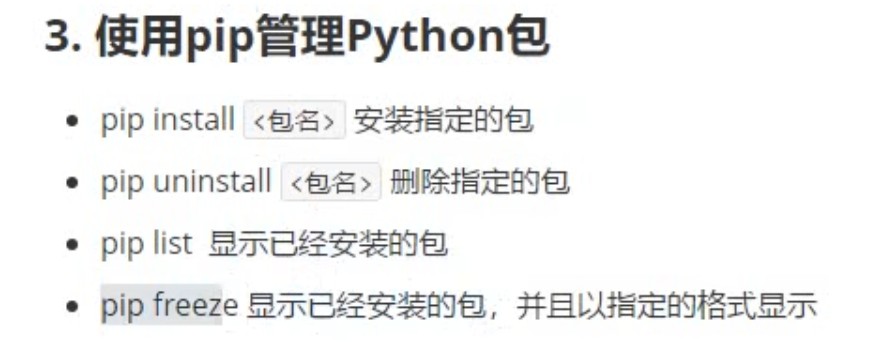 3. 使用pip管理Python包
pip install <包名> 安装指定的包
pip uninstall <包名> 删除指定的包
pip list 显示已经安装的包
pip freeze 显示已经安装的包，并且以指定的格式显示